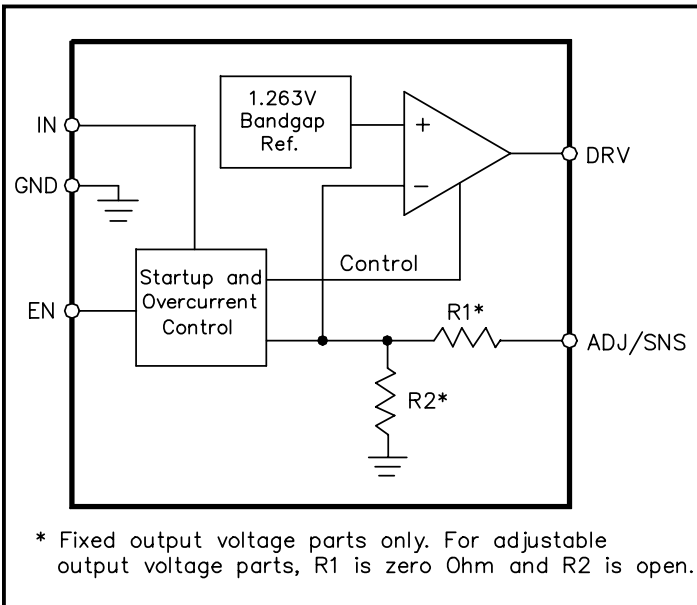 1.263V
Bandgap
Ref.
+
−
IN
DRV
GND
Control
Startup and
Overcurrent
Control
EN
R1*
ADJ/SNS
R2*
* Fixed output voltage parts only. For adjustable
output voltage parts, R1 is zero Ohm and R2 is open.